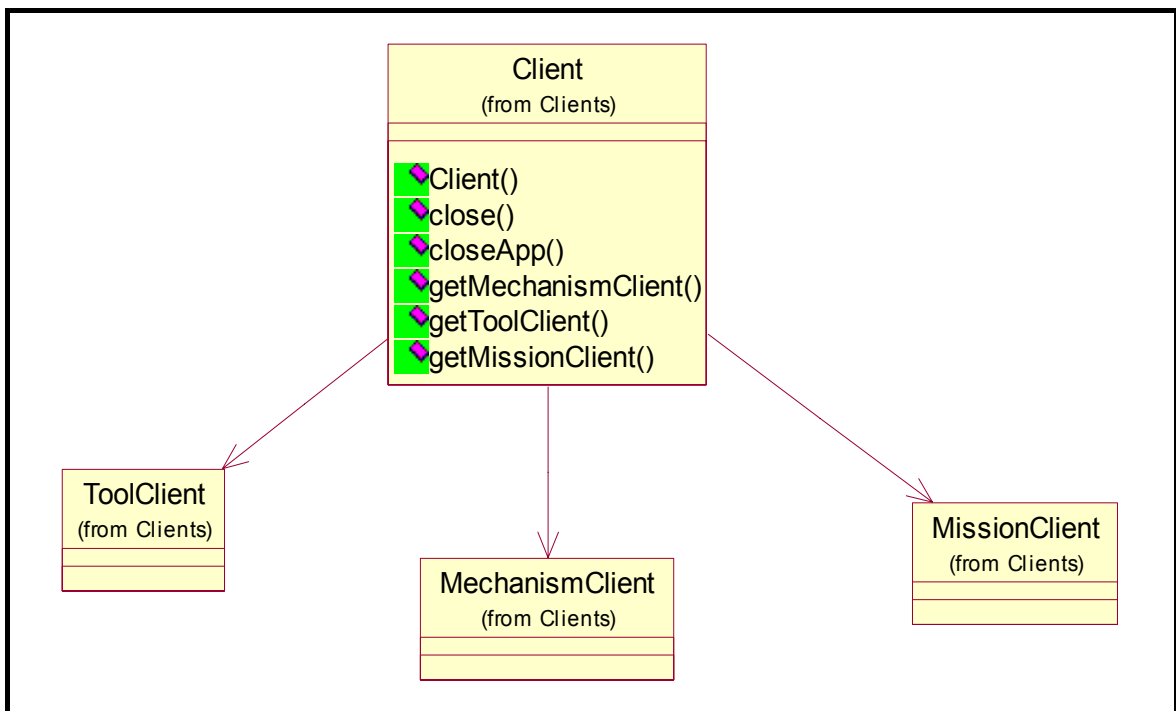 Client
(from Clients)
Client()
close()
closeApp()
getMechanismClient()
getToolClient()
getMissionClient()
ToolClient
(from Clients)
MechanismClient
(from Clients)
MissionClient
(from Clients)